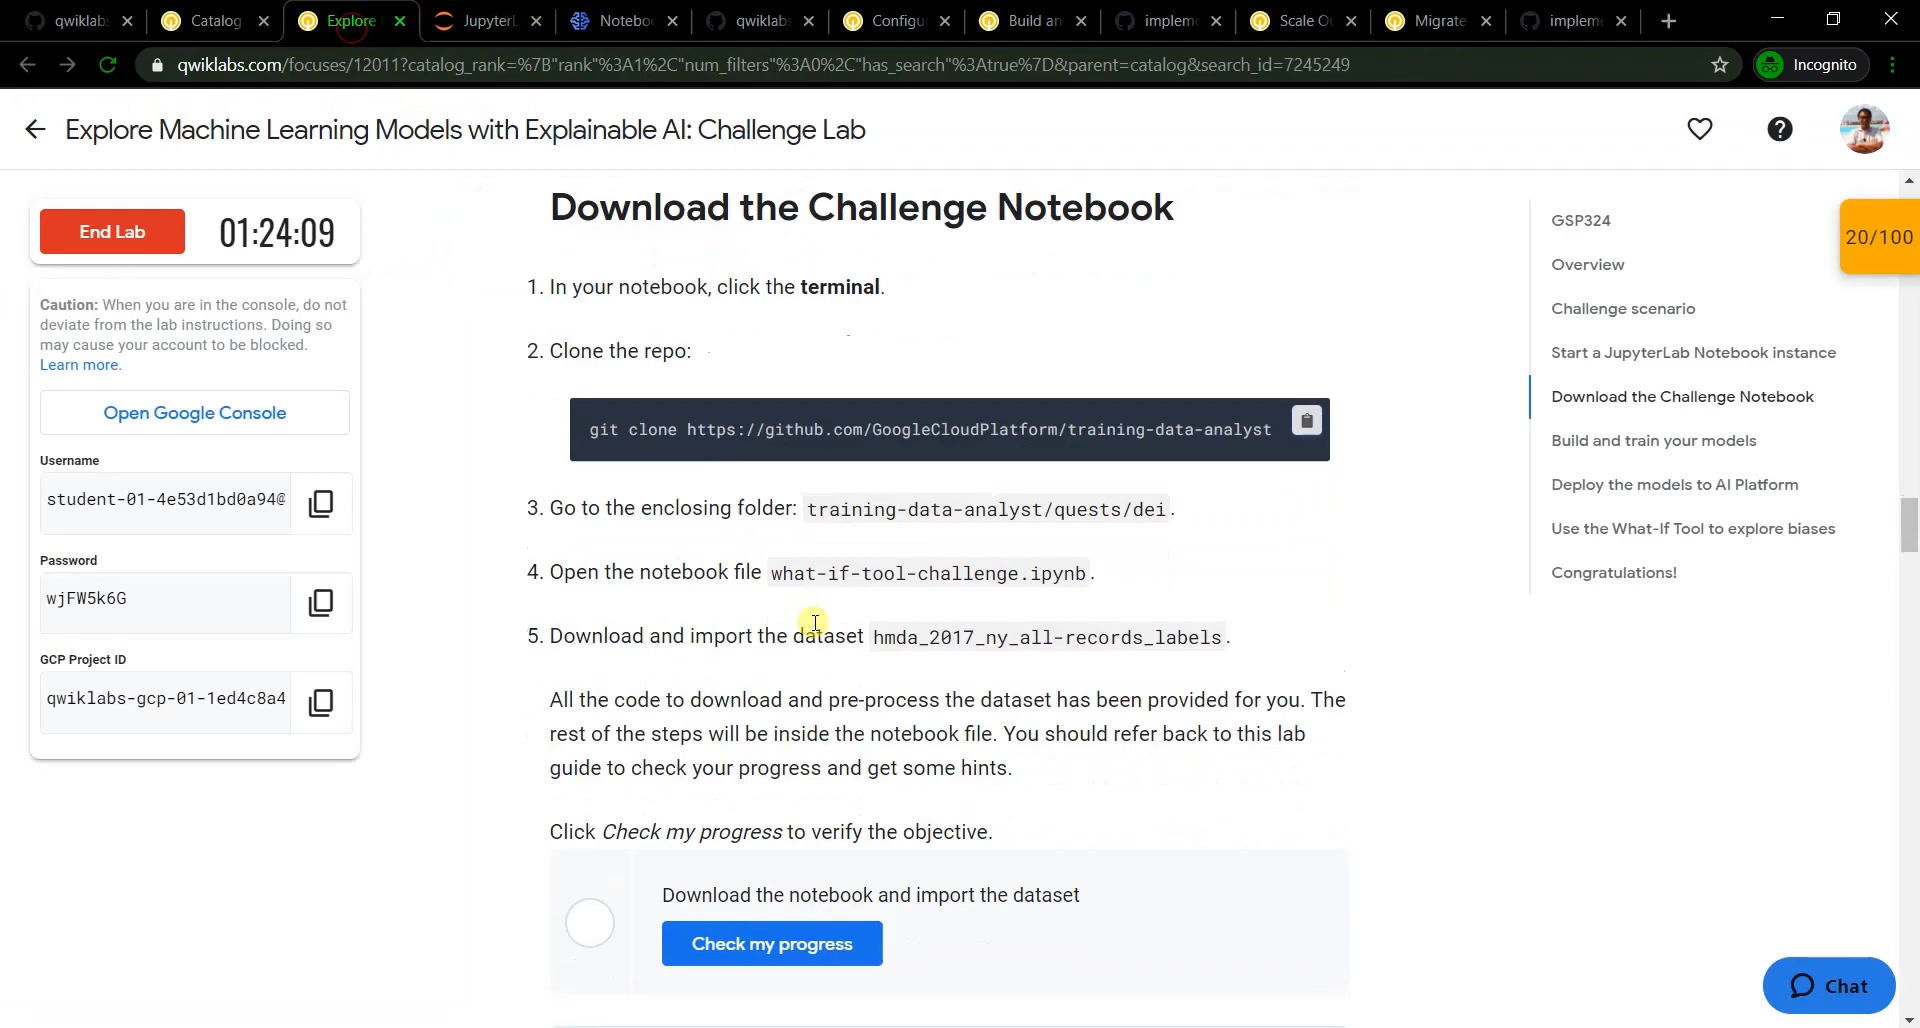 qwiklabs
Catalog
Explore
JupyterL
Notebo
qwiklabs
Configu
Build an
implem
Scale O
Migrate
implem
qwiklabs.com/focuses/12011?catalog_rank=%7B"rank"%3A1%2C"num_filters"%3A0%2C"has_search"%3Atrue%7D&parent=catalog&search_id=7245249
Incognito
Explore Machine Learning Models with Explainable AI: Challenge Lab
End Lab
01:24:09
Caution: When you are in the console, do not
deviate from the lab instructions. Doing so
may cause your account to be blocked.
Learn more.
Open Google Console
Username
student-01-4e53d1bd0a94@
Password
wjFW5k6G
GCP Project ID
qwiklabs-gcp-01-1ed4c8a4
Download the Challenge Notebook
1. In your notebook, click the terminal.
2. Clone the repo:
git clone https://github.com/GoogleCloudPlatform/training-data-analyst
3. Go to the enclosing folder: training-data-analyst/quests/dei.
4. Open the notebook file what-if-tool-challenge.ipynb.
5. Download and import the dataset hmda_2017_ny_all-records_labels.
All the code to download and pre-process the dataset has been provided for you. The
rest of the steps will be inside the notebook file. You should refer back to this lab
guide to check your progress and get some hints.
Click Check my progress to verify the objective.
Download the notebook and import the dataset
Check my progress
GSP324
Overview
Challenge scenario
Start a JupyterLab Notebook instance
Download the Challenge Notebook
Build and train your models
Deploy the models to AI Platform
Use the What-If Tool to explore biases
Congratulations!
20/100
Chat